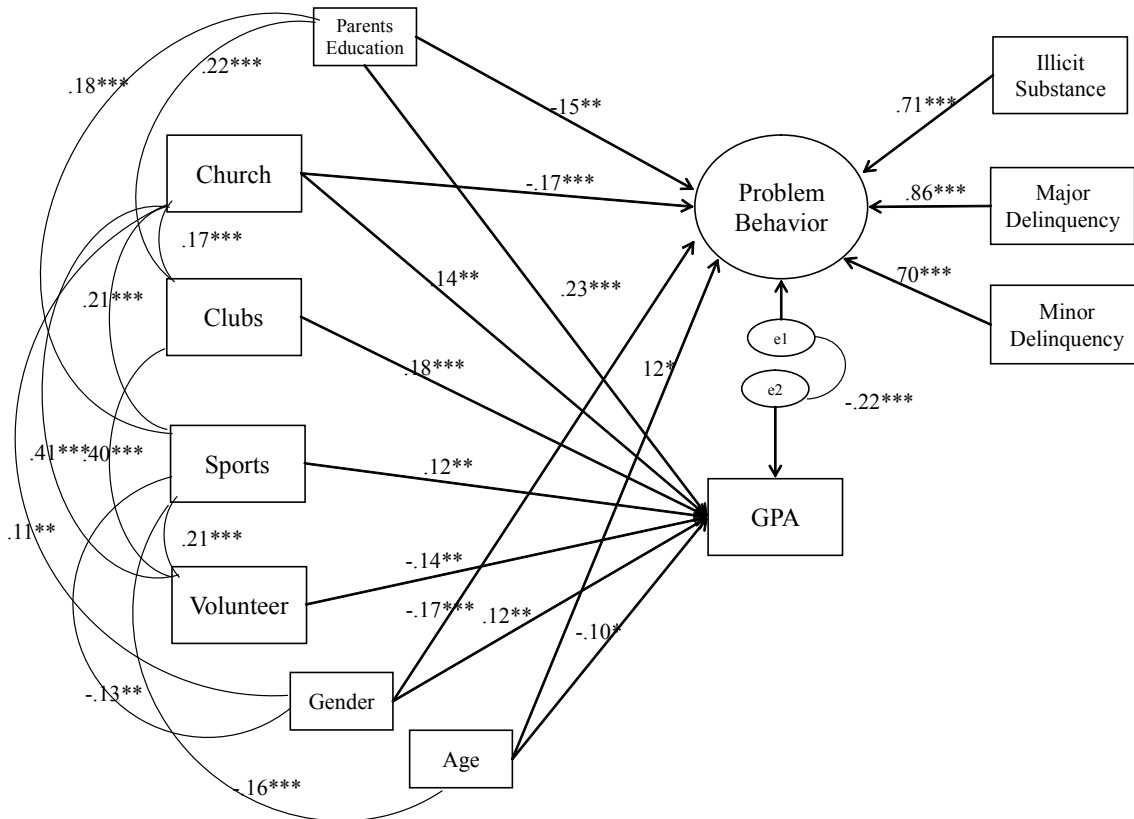 Parents
Education
Illicit
Substance
.22***
.18***
-15**
.71***
Church
-.17***
Problem
Behavior
.86***
Major
Delinquency
.17***
.14**
.23***
.70***
.21***
Clubs
Minor
Delinquency
e1
.18***
12*
e2
-.22***
.41***
.40***
Sports
.12**
GPA
.11**
.21***
-.14**
Volunteer
-.17***
.12**
-.10*
-.13**
Gender
Age
-.16***